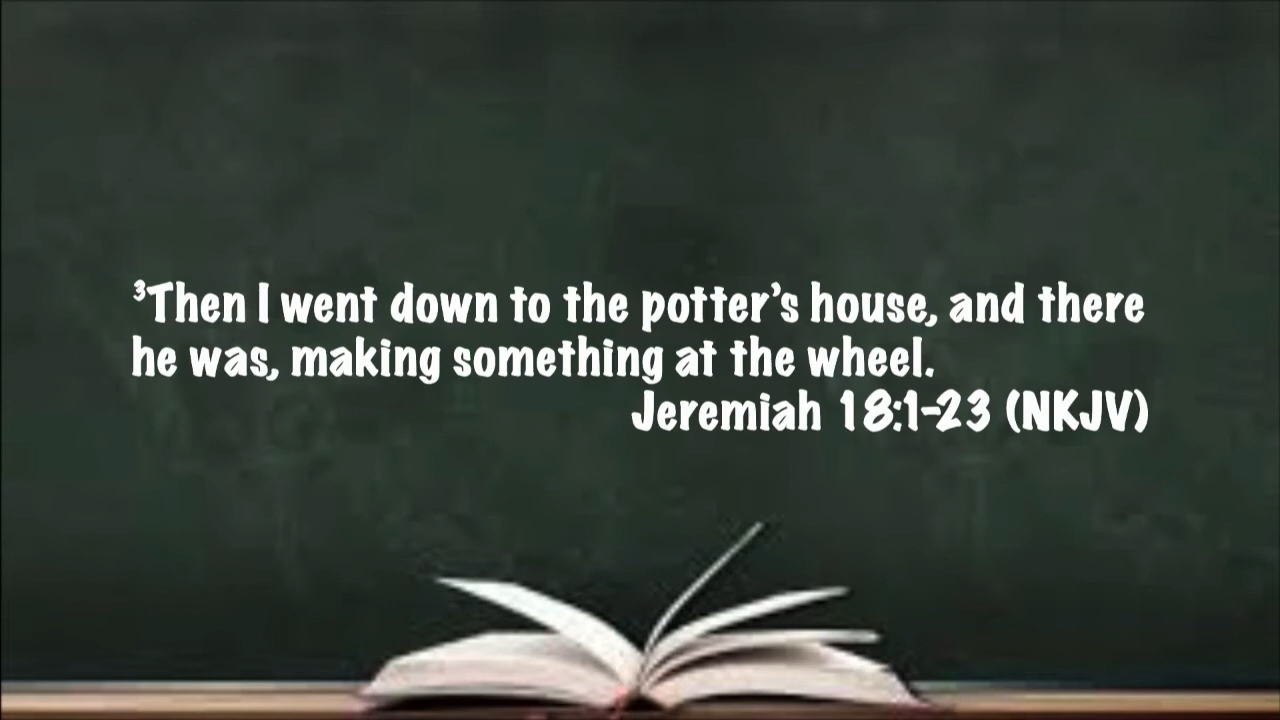 ³Then I went down to the potter’s house, and there
he was, making something at the wheel.
Jeremiah 18:1-23 (NKJV)